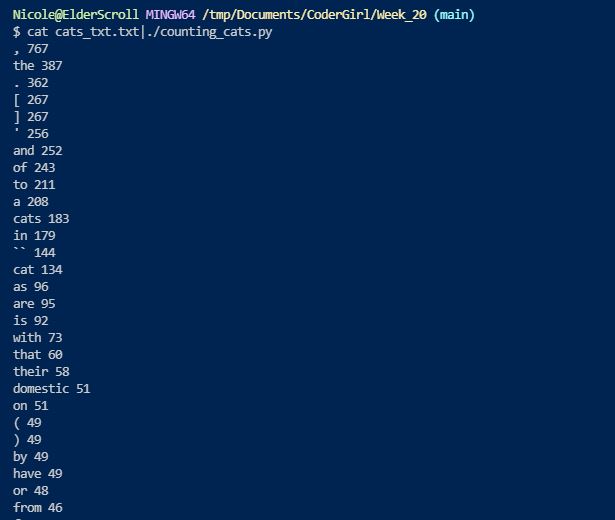 Nicole@ElderScroll MINGW64 /tmp/Documents/CoderGirl/Week_20 (main)
$ cat cats_txt.txt|./counting_cats.py
, 767
the 387
. 362
[ 267
] 267
' 256
and 252
of 243
to 211
a 208
cats 183
in 179
`` 144
cat 134
as 96
are 95
is 92
with 73
that 60
their 58
domestic 51
on 51
( 49
) 49
by 49
have 49
or 48
from 46